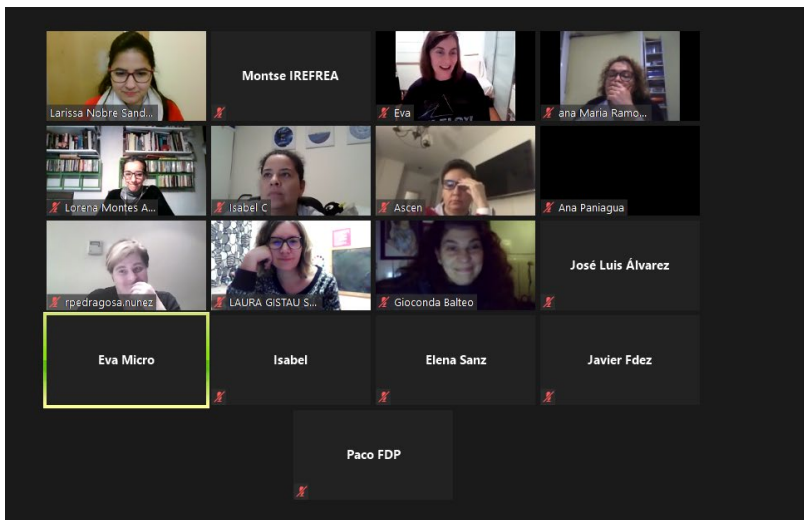 Larissa Nobre Sand...
Montse IREFREA
Eva
ana Maria Ramo...
Lorena Montes A...
Isabel C
Ascen
Ana Paniagua
rpedragosa.nunez
LAURA GISTAU S...
Gioconda Balteo
José Luis Álvarez
Eva Micro
Isabel
Elena Sanz
Javier Fdez
Paco FDP